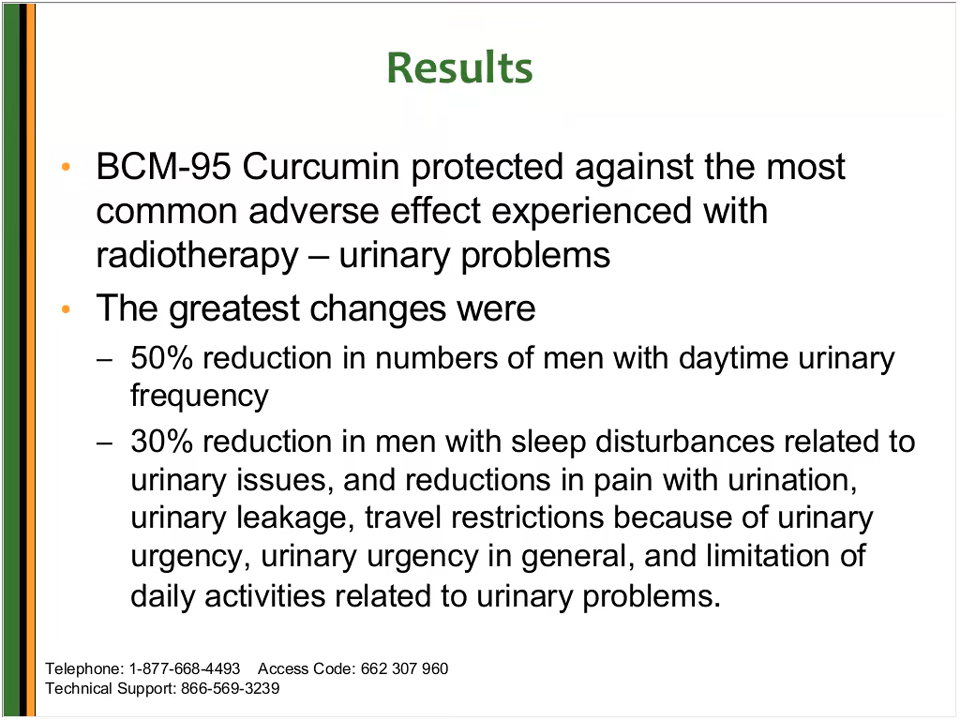 Results
• BCM-95 Curcumin protected against the most
common adverse effect experienced with
radiotherapy – urinary problems
• The greatest changes were
– 50% reduction in numbers of men with daytime urinary
frequency
– 30% reduction in men with sleep disturbances related to
urinary issues, and reductions in pain with urination,
urinary leakage, travel restrictions because of urinary
urgency, urinary urgency in general, and limitation of
daily activities related to urinary problems.
Telephone: 1-877-668-4493 Access Code: 662 307 960
Technical Support: 866-569-3239